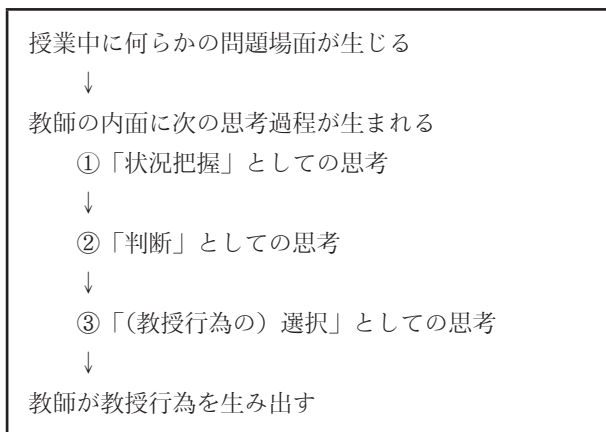 授業中に何らかの問題場面が生じる
↓
教師の内面に次の思考過程が生まれる
①「状況把握」としての思考
↓
②「判断」としての思考
↓
③「(教授行為の）選択」としての思考
↓
教師が教授行為を生み出す